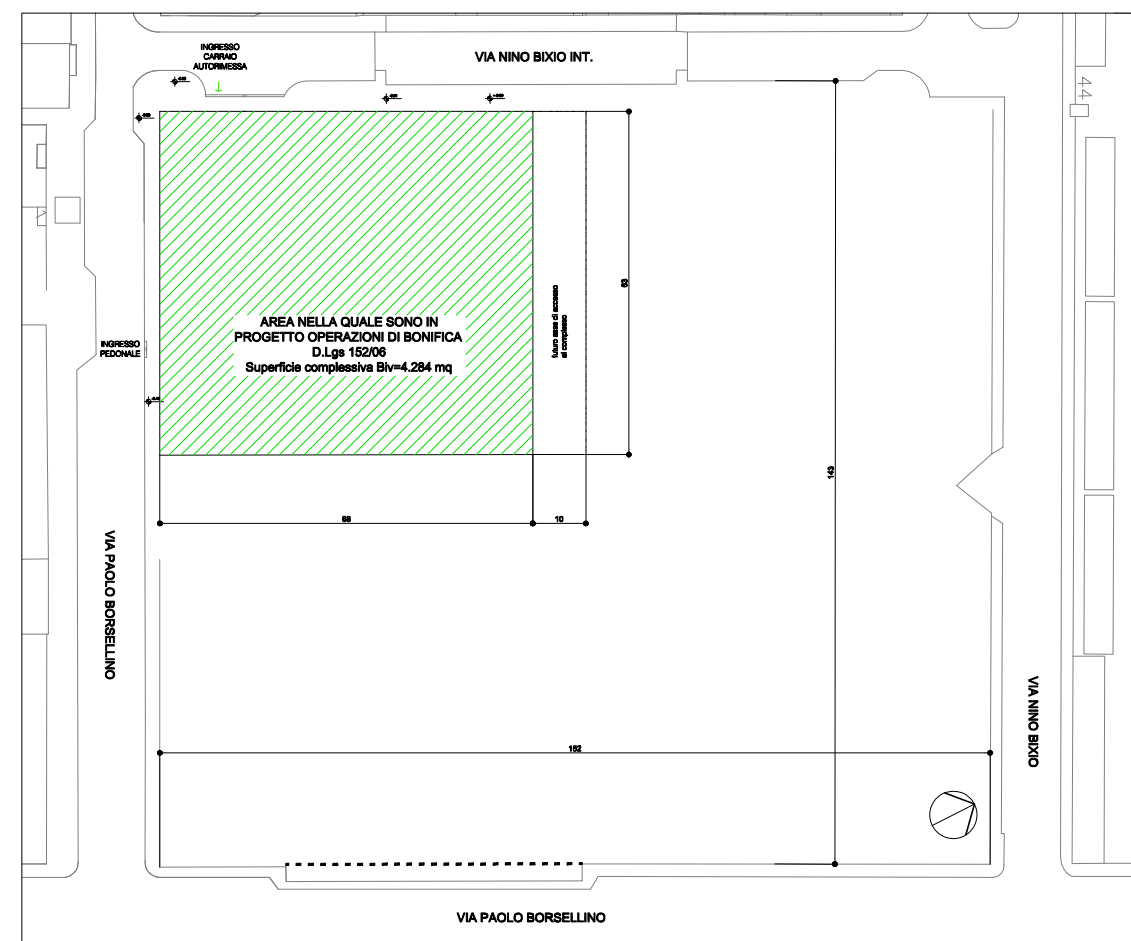 INGRESSO
CARRAIO
AUTORIMESSA
VIA NINO BIXIO INT.
44
63
futuro asse di accesso
al complesso
AREA NELLA QUALE SONO IN
PROGETTO OPERAZIONI DI BONIFICA
D.Lgs 152/06
Superficie complessiva Biv=4.284 mq
INGRESSO
PEDONALE
143
68
10
VIA PAOLO BORSELLINO
VIA NINO BIXIO
152
VIA PAOLO BORSELLINO